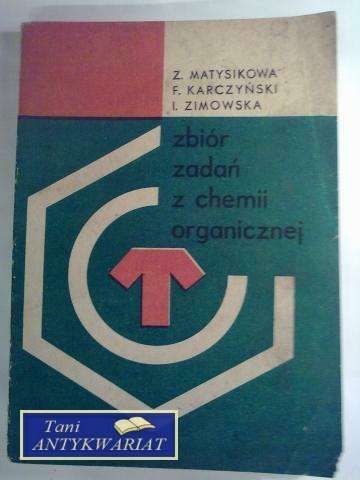 Z. MATYSIKOWA
F. KARCZYŃSKI
I. ZIMOWSKA
zbiór
zadań
z chemii
organicznej
Tani
ANTYKWARIAT